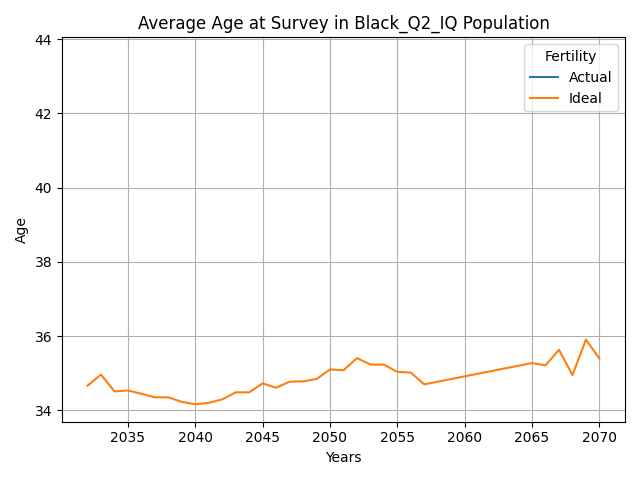 Average Age at Survey in Black_Q2_IQ Population
44
42
40
38
36
34
Age
Fertility
Actual
Ideal
2035 2040 2045 2050 2055 2060 2065 2070
Years